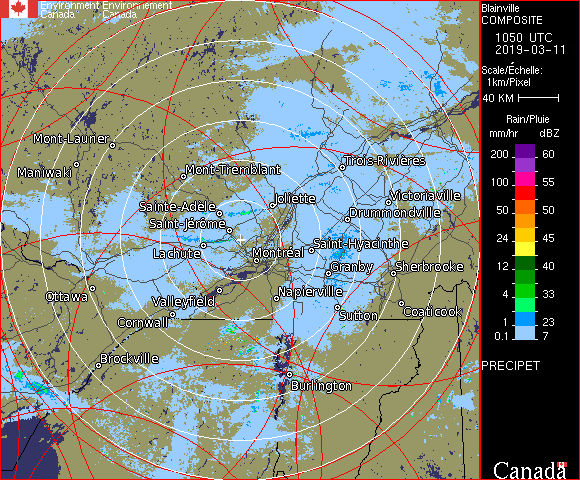 Environment Environnement
Canada Canada
Blainville
COMPOSITE
1050 UTC
2019-03-11
Scale/Échelle:
1km/Pixel
40 KM
Rain/Pluie
mm/hr dBZ
200 60
100 55
50 50
24 45
12 40
4 33
1 23
0.1 7
PRECIPET
Canada
Mont-Laurier
Maniwaki
Mont-Tremblant
Trois-Rivières
Sainte-Adele
Joliette
Victoriaville
Saint-Jérôme
Drummondville
Lachute
Montréal
Saint-Hyacinthe
Granby
Sherbrooke
Ottawa
Valleyfield
Napierville
Cornwall
Sutton
Coaticook
Brockville
Burlington